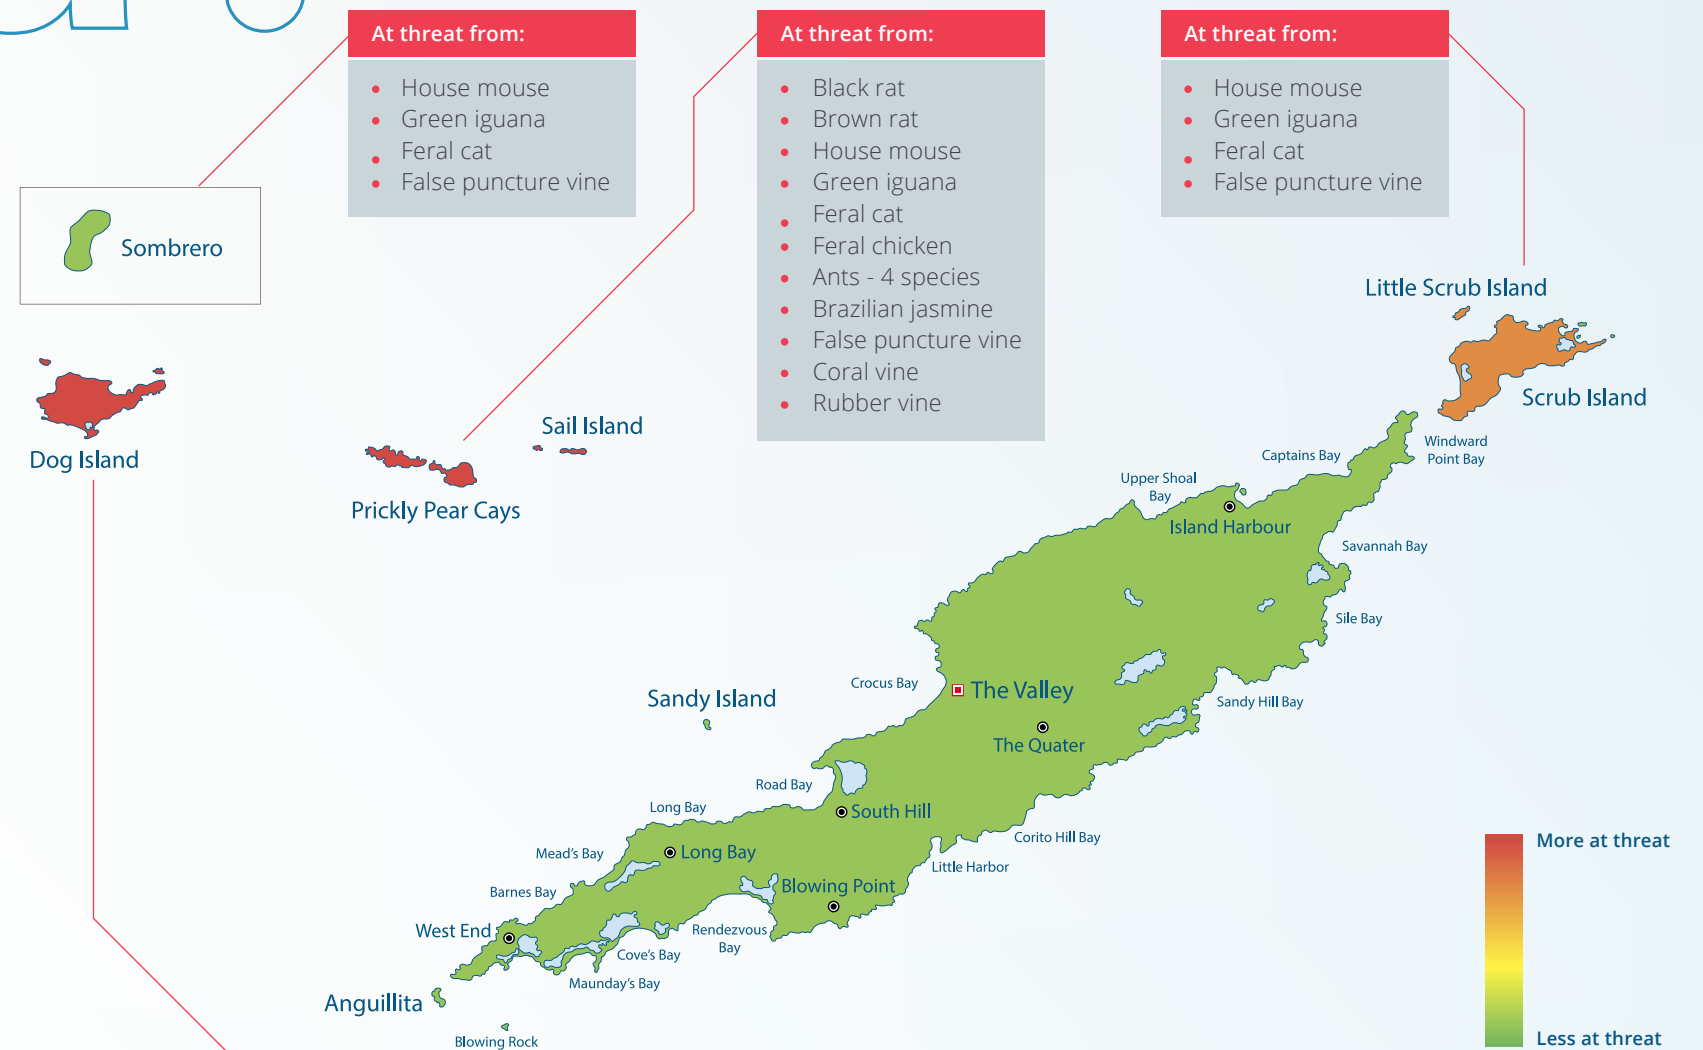 At threat from:
House mouse
Green iguana
Feral cat
False puncture vine
At threat from:
Black rat
Brown rat
House mouse
Green iguana
Feral cat
Feral chicken
Ants - 4 species
Brazilian jasmine
False puncture vine
Coral vine
Rubber vine
At threat from:
House mouse
Green iguana
Feral cat
False puncture vine
Sombrero
Little Scrub Island
Scrub Island
Dog Island
Sail Island
Prickly Pear Cays
Windward
Point Bay
Captains Bay
Upper Shoal
Bay
Island Harbour
Savannah Bay
Sile Bay
Crocus Bay
The Valley
Sandy Island
Sandy Hill Bay
The Quater
Road Bay
Long Bay
South Hill
Corito Hill Bay
Mead's Bay
Long Bay
Little Harbor
Barnes Bay
Blowing Point
West End
Rendezvous
Bay
Cove's Bay
Maunday's Bay
Anguillita
Blowing Rock
More at threat
Less at threat